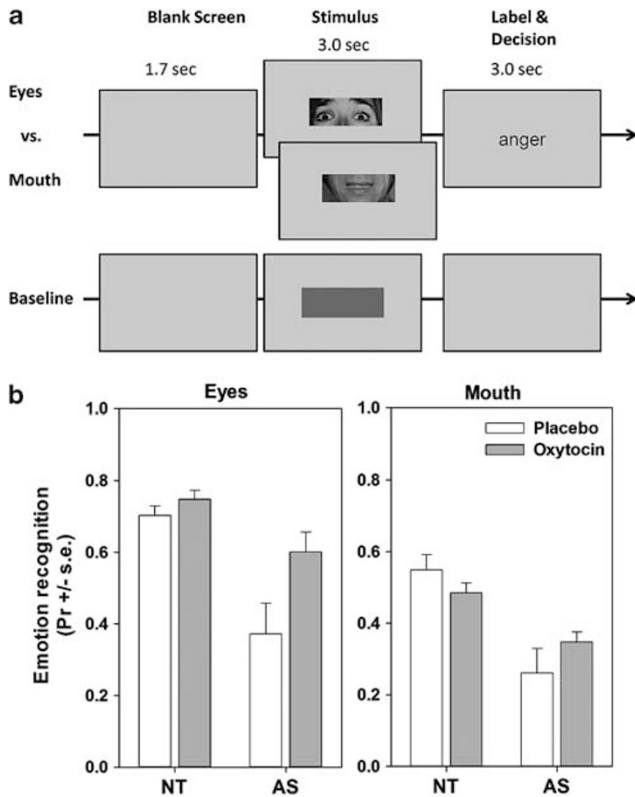 a
Blank Screen
Stimulus
Label &
Decision
1.7 sec
3.0 sec
3.0 sec
Eyes
vs.
Mouth
anger
Baseline
b
Eyes
Mouth
Emotion recognition
(Pr +/- s.e.)
1.0
0.8
0.6
0.4
0.2
0.0
NT
AS
1.0
0.8
0.6
0.4
0.2
0.0
Placebo
Oxytocin
NT
AS